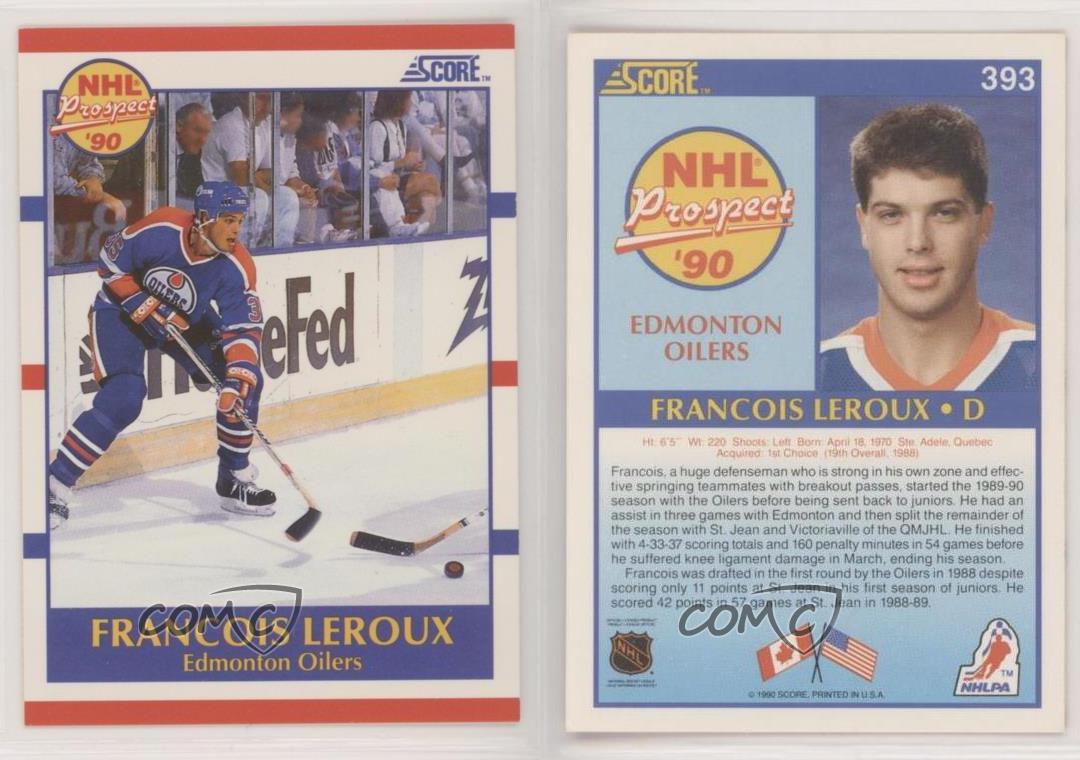 SCORE™
NHL®
Prospect
'90
OILERS
3
eFed
FRANCOIS LEROUX
Edmonton Oilers
COMC
SCORE™
393
NHL®
Prospect
'90
EDMONTON
OILERS
FRANCOIS LEROUX • D
Ht: 6'5" Wt: 220 Shoots: Left Born: April 18, 1970 Ste. Adele, Quebec
Acquired: 1st Choice (19th Overall, 1988)
Francois, a huge defenseman who is strong in his own zone and effec-
tive springing teammates with breakout passes, started the 1989-90
season with the Oilers before being sent back to juniors. He had an
assist in three games with Edmonton and then split the remainder of
the season with St. Jean and Victoriaville of the QMJHL. He finished
with 4-33-37 scoring totals and 160 penalty minutes in 54 games before
he suffered knee ligament damage in March, ending his season.
Francois was drafted in the first round by the Oilers in 1988 despite
scoring only 11 points at St. Jean in his first season of juniors. He
scored 42 points in 57 games at St. Jean in 1988-89.
COMC
NHL
NHLPA
TM
© 1990 SCORE, PRINTED IN U.S.A.